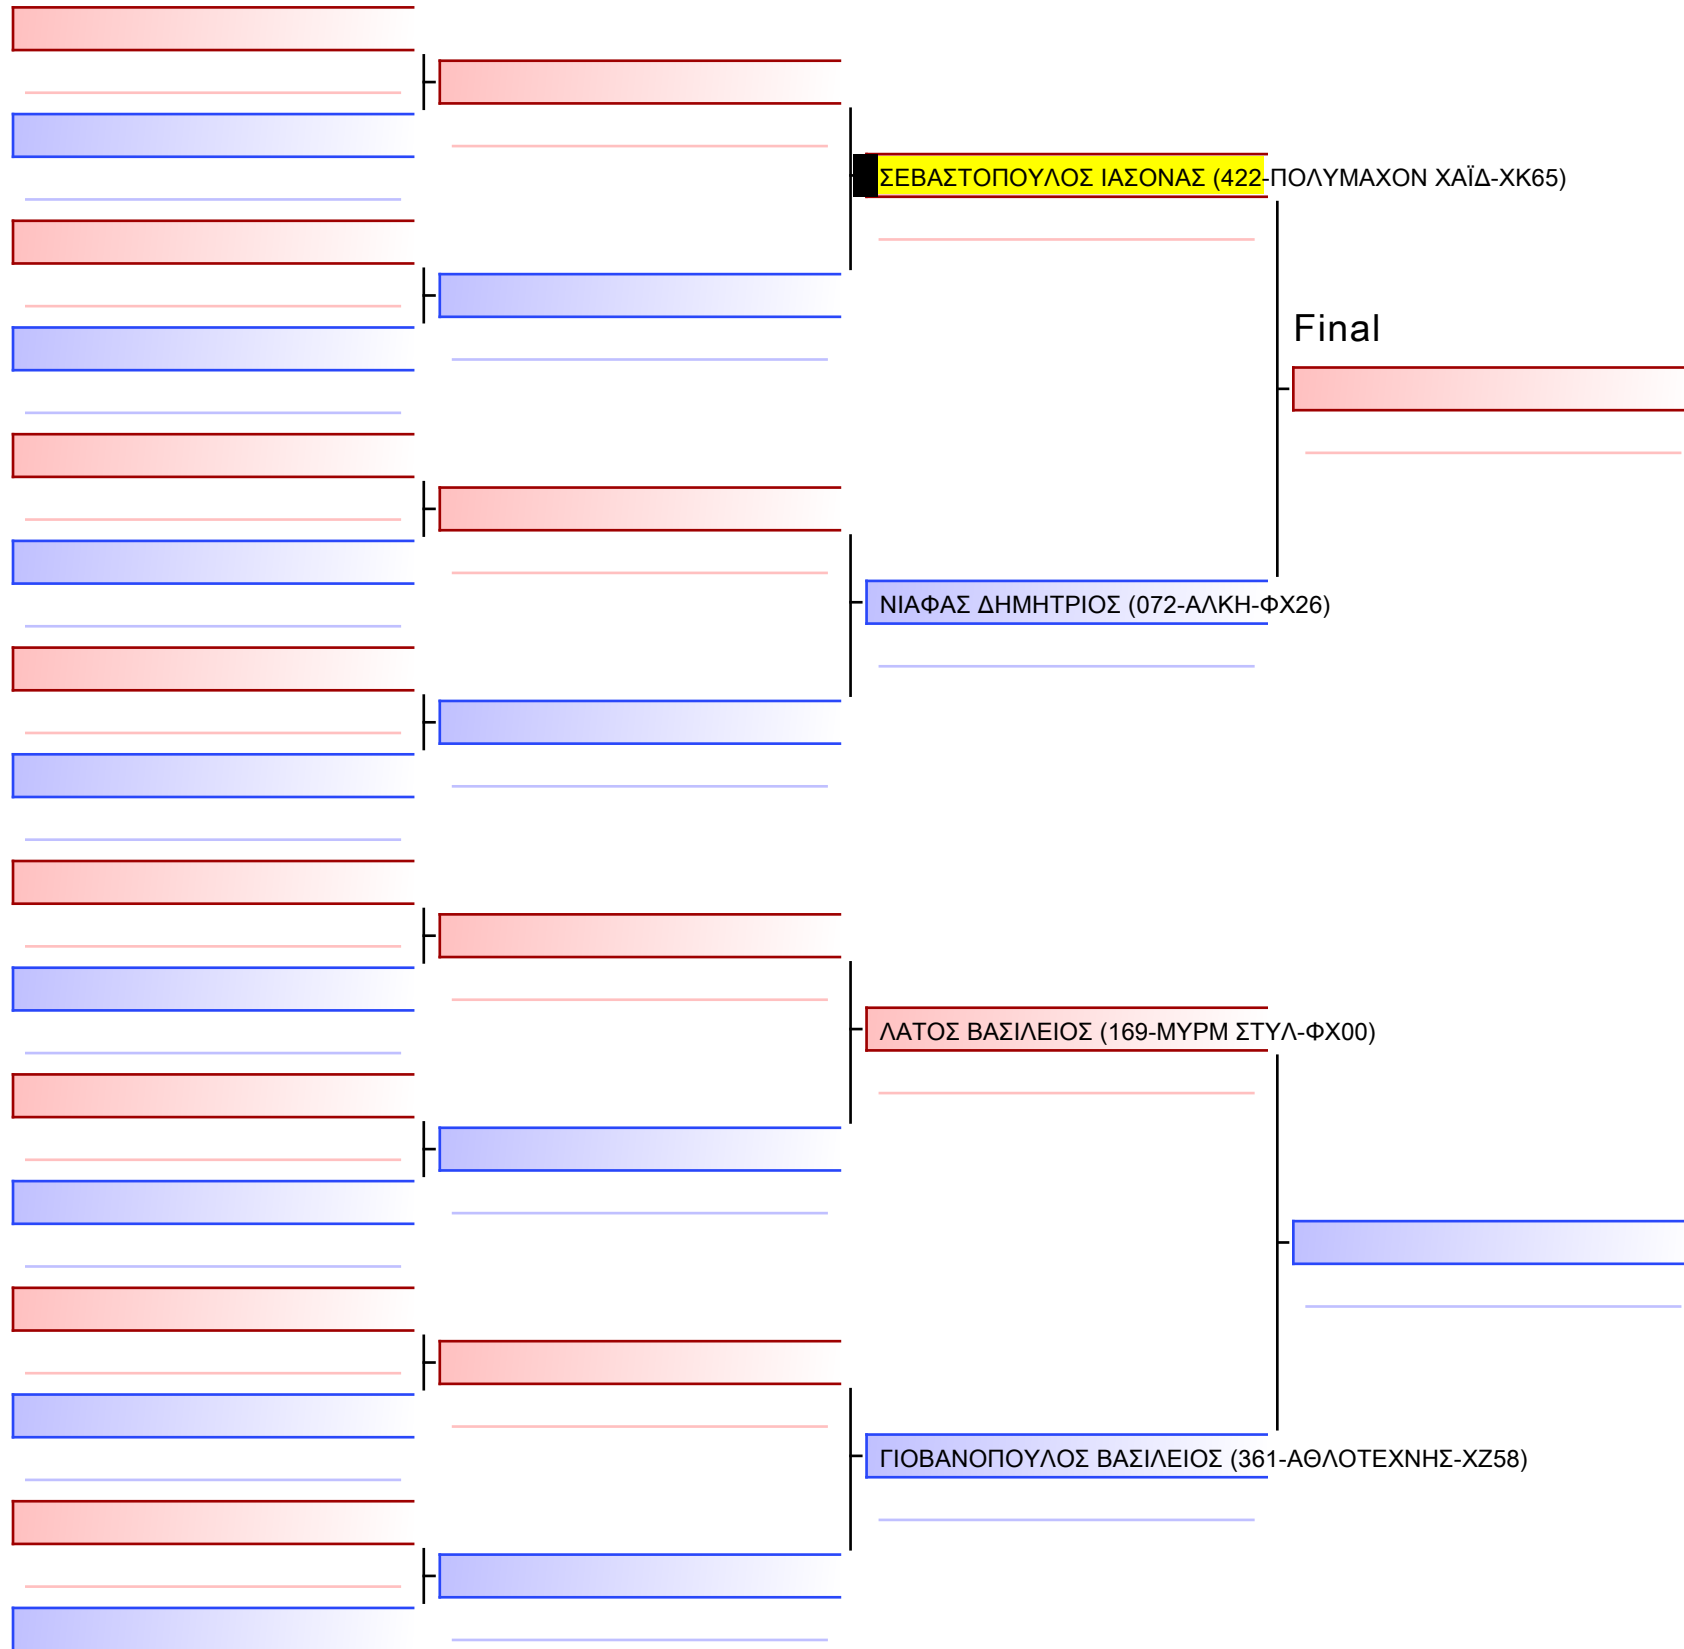 ΣΕΒΑΣΤΟΠΟΥΛΟΣ ΙΑΣΟΝΑΣ (422-ΠΟΛΥΜΑΧΟΝ ΧΑΪΔ-ΧΚ65)
Final
ΝΙΑΦΑΣ ΔΗΜΗΤΡΙΟΣ (072-ΑΛΚΗ-ΦΧ26)
ΛΑΤΟΣ ΒΑΣΙΛΕΙΟΣ (169-ΜΥΡΜ ΣΤΥΛ-ΦΧ00)
ΓΙΟΒΑΝΟΠΟΥΛΟΣ ΒΑΣΙΛΕΙΟΣ (361-ΑΘΛΟΤΕΧΝΗΣ-ΧΖ58)